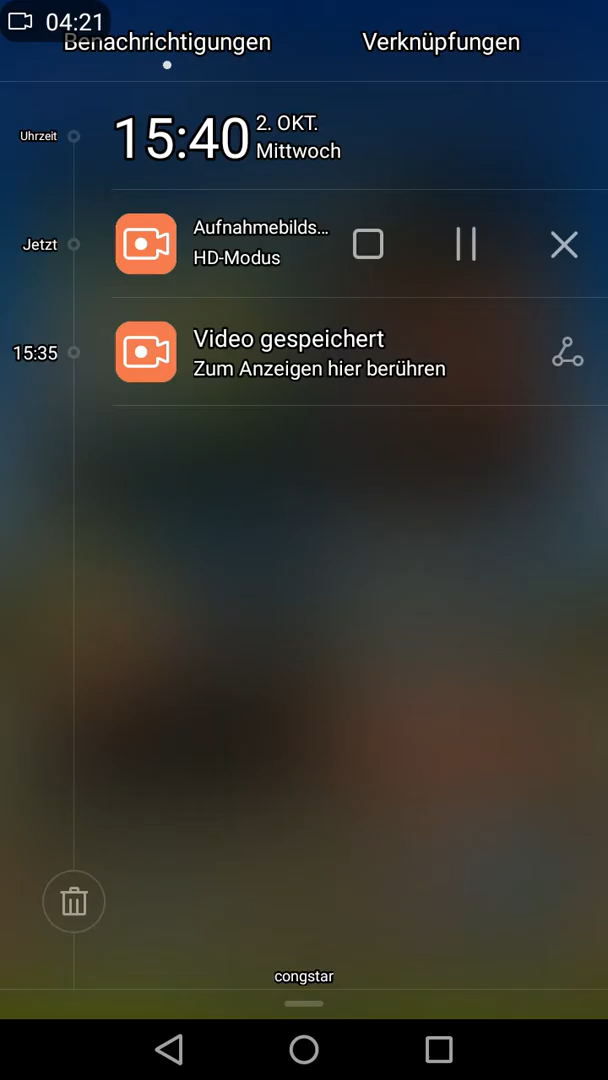 04:21
Benachrichtigungen
Verknüpfungen
Uhrzeit
15:40
2. OKT.
Mittwoch
Jetzt
Aufnahmebilds...
HD-Modus
15:35
Video gespeichert
Zum Anzeigen hier berühren
congstar